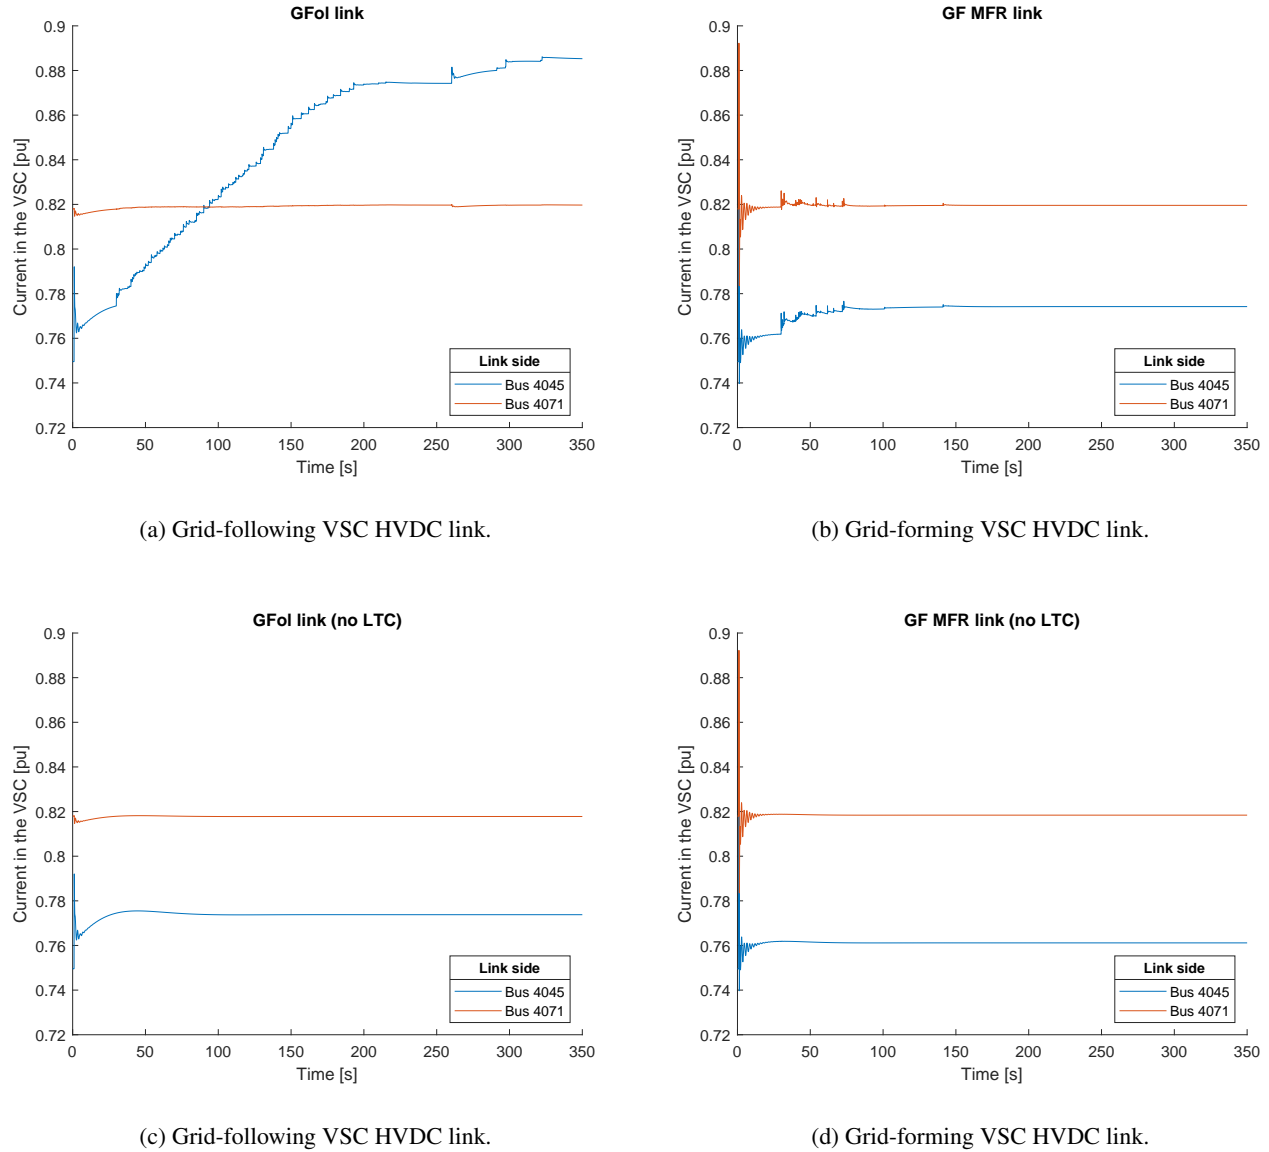 GFol link
0.9
0.88
0.86
0.84
0.82
0.8
0.78
0.76
0.74
0.72
Current in the VSC [pu]
0 50 100 150 200 250 300 350
Time [s]
Link side
Bus 4045
Bus 4071
(a) Grid-following VSC HVDC link.
GF MFR link
0.9
0.88
0.86
0.84
0.82
0.8
0.78
0.76
0.74
0.72
Current in the VSC [pu]
0 50 100 150 200 250 300 350
Time [s]
Link side
Bus 4045
Bus 4071
(b) Grid-forming VSC HVDC link.
GFol link (no LTC)
0.9
0.88
0.86
0.84
0.82
0.8
0.78
0.76
0.74
0.72
Current in the VSC [pu]
0 50 100 150 200 250 300 350
Time [s]
Link side
Bus 4045
Bus 4071
(c) Grid-following VSC HVDC link.
GF MFR link (no LTC)
0.9
0.88
0.86
0.84
0.82
0.8
0.78
0.76
0.74
0.72
Current in the VSC [pu]
0 50 100 150 200 250 300 350
Time [s]
Link side
Bus 4045
Bus 4071
(d) Grid-forming VSC HVDC link.